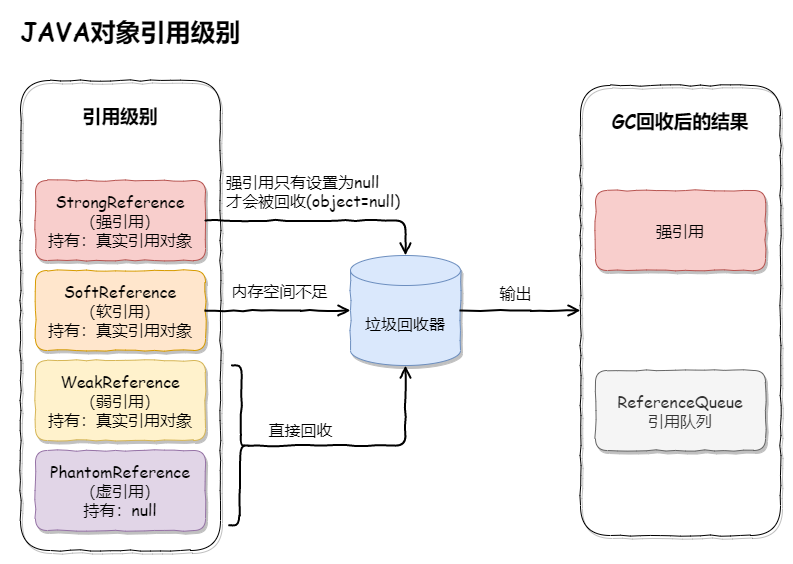 JAVA对象引用级别
引用级别
StrongReference
(强引用)
持有：真实引用对象
SoftReference
(软引用)
持有：真实引用对象
WeakReference
(弱引用)
持有：真实引用对象
PhantomReference
(虚引用)
持有：null
强引用只有设置为null
才会被回收(object=null)
内存空间不足
直接回收
垃圾回收器
输出
GC回收后的结果
强引用
ReferenceQueue
引用队列